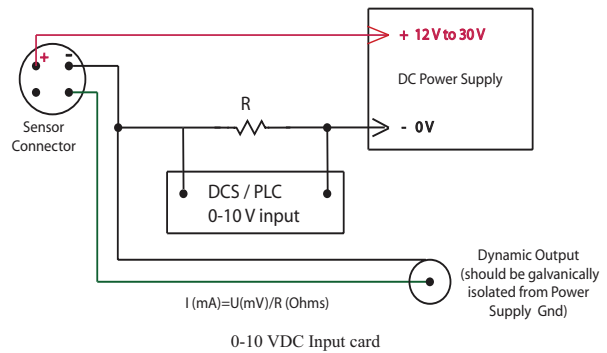 + -
+ 12 V to 30 V
DC Power Supply
- 0 V
R
Sensor
Connector
DCS / PLC
0-10 V input
Dynamic Output
(should be galvanically
isolated from Power
Supply Gnd)
I (mA)=U(mV)/R (Ohms)
0-10 VDC Input card